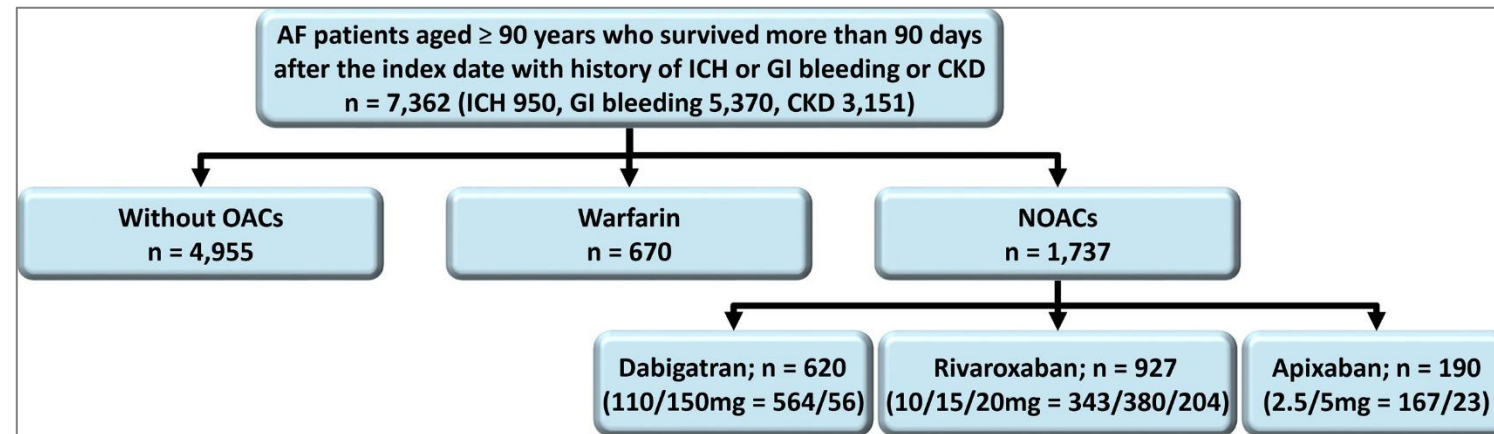 AF patients aged ≥ 90 years who survived more than 90 days
after the index date with history of ICH or GI bleeding or CKD
n = 7,362 (ICH 950, GI bleeding 5,370, CKD 3,151)
Without OACs
n = 4,955
Warfarin
n = 670
NOACs
n = 1,737
Dabigatran; n = 620
(110/150mg = 564/56)
Rivaroxaban; n = 927
(10/15/20mg = 343/380/204)
Apixaban; n = 190
(2.5/5mg = 167/23)